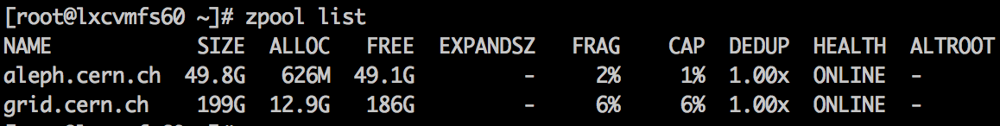 [root@lxcvmfs60 ~]# zpool list
NAME SIZE ALLOC FREE EXPANDSZ FRAG CAP DEDUP HEALTH ALTROOT
aleph.cern.ch 49.8G 626M 49.1G - 2% 1% 1.00x ONLINE -
grid.cern.ch 199G 12.9G 186G - 6% 6% 1.00x ONLINE -